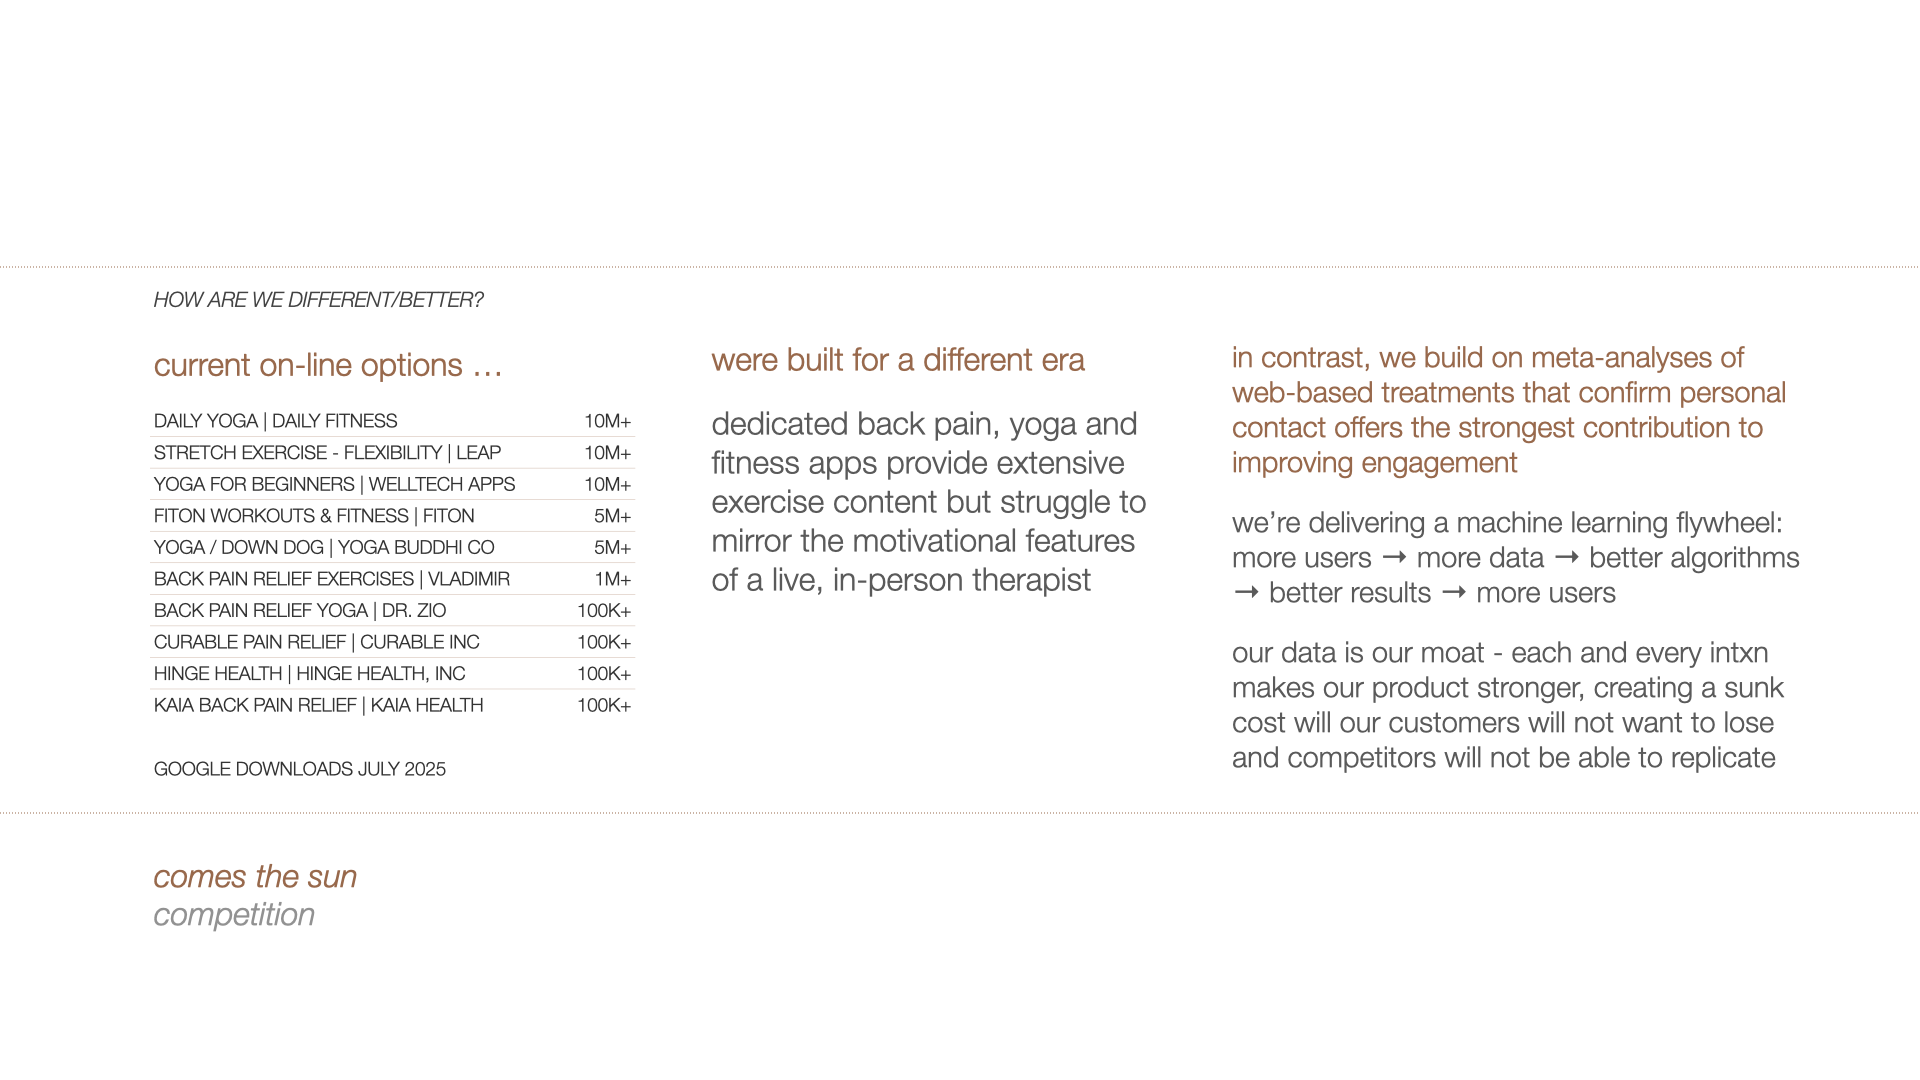 HOW ARE WE DIFFERENT/BETTER?
current on-line options …
DAILY YOGA | DAILY FITNESS 10M+
STRETCH EXERCISE - FLEXIBILITY | LEAP 10M+
YOGA FOR BEGINNERS | WELLTECH APPS 10M+
FITON WORKOUTS & FITNESS | FITON 5M+
YOGA / DOWN DOG | YOGA BUDDHI CO 5M+
BACK PAIN RELIEF EXERCISES | VLADIMIR 1M+
BACK PAIN RELIEF YOGA | DR. ZIO 100K+
CURABLE PAIN RELIEF | CURABLE INC 100K+
HINGE HEALTH | HINGE HEALTH, INC 100K+
KAIA BACK PAIN RELIEF | KAIA HEALTH 100K+
GOOGLE DOWNLOADS JULY 2025
were built for a different era
dedicated back pain, yoga and
fitness apps provide extensive
exercise content but struggle to
mirror the motivational features
of a live, in-person therapist
in contrast, we build on meta-analyses of
web-based treatments that confirm personal
contact offers the strongest contribution to
improving engagement
we’re delivering a machine learning flywheel:
more users → more data → better algorithms
→ better results → more users
our data is our moat - each and every intxn
makes our product stronger, creating a sunk
cost will our customers will not want to lose
and competitors will not be able to replicate
comes the sun
competition